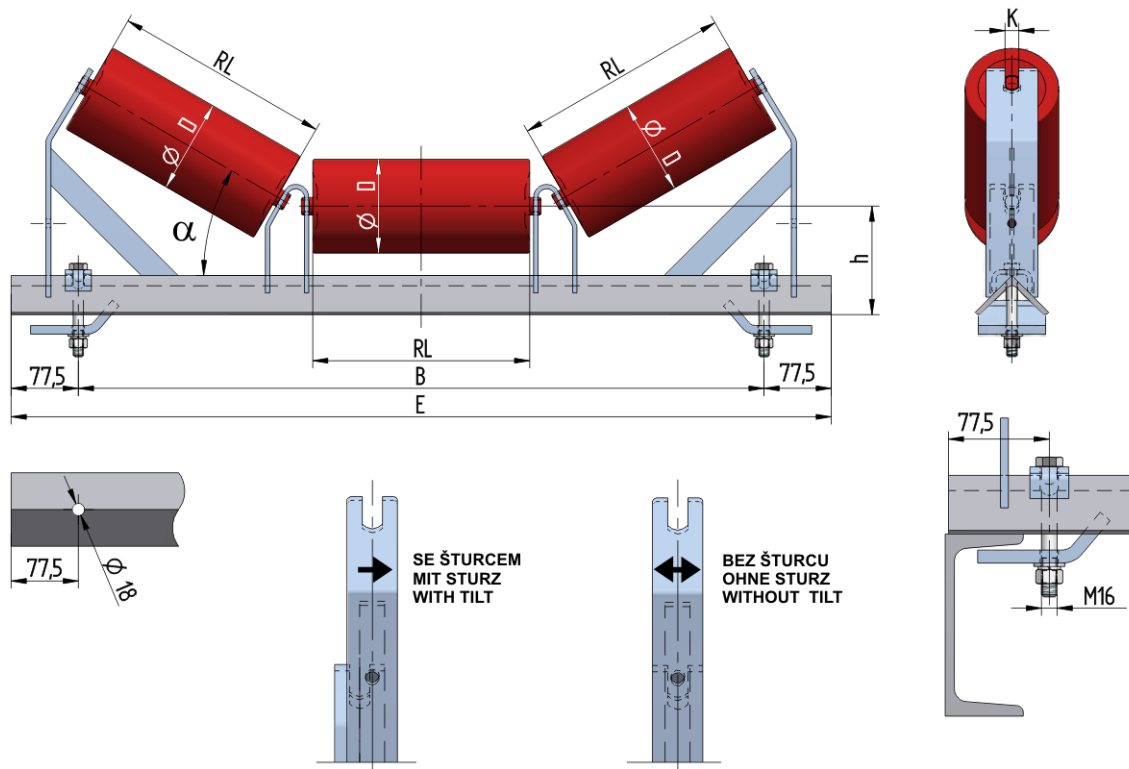 RL
RL
K
Ø D
Ø D
Ø D
α
h
RL
77,5
B
77,5
E
77,5
Ø 18
SE ŠTURCEM
MIT STURZ
WITH TILT
BEZ ŠTURCU
OHNE STURZ
WITHOUT TILT
77,5
M16